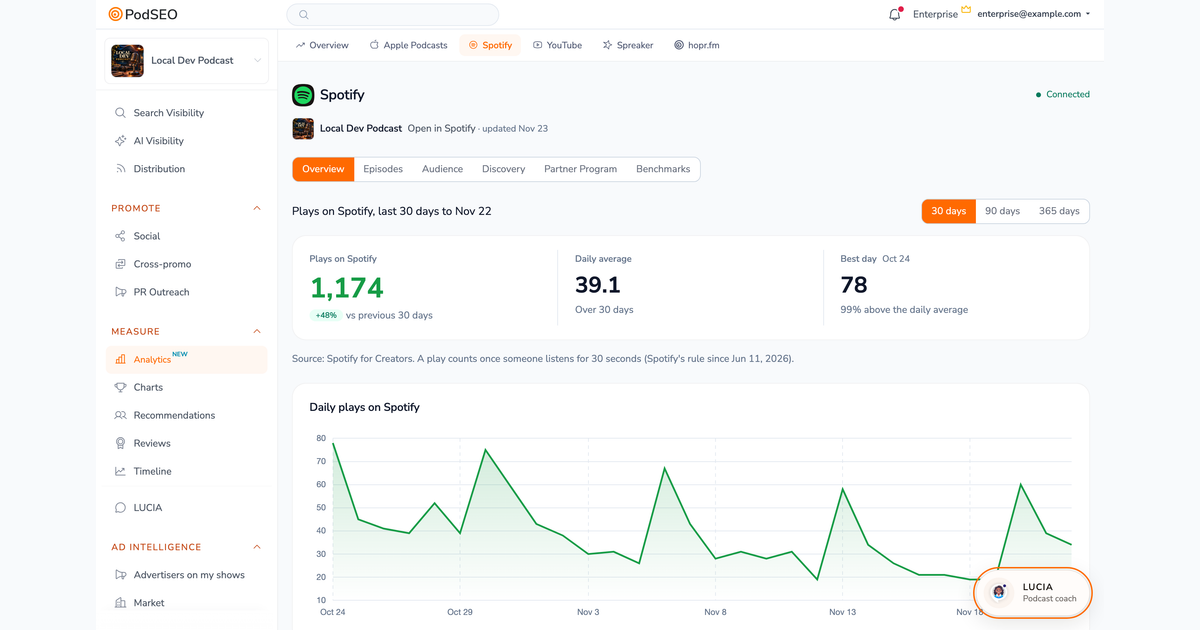 PodSEO
Enterprise
enterprise@example.com
Local Dev Podcast
Search Visibility
AI Visibility
Distribution
PROMOTE
Social
Cross-promo
PR Outreach
MEASURE
Analytics NEW
Charts
Recommendations
Reviews
Timeline
LUCIA
AD INTELLIGENCE
Advertisers on my shows
Market
Overview
Apple Podcasts
Spotify
YouTube
Spreaker
hopr.fm
Spotify
Connected
Local Dev Podcast Open in Spotify · updated Nov 23
Overview
Episodes
Audience
Discovery
Partner Program
Benchmarks
Plays on Spotify, last 30 days to Nov 22
30 days
90 days
365 days
Plays on Spotify
1,174
+48% vs previous 30 days
Daily average
39.1
Over 30 days
Best day Oct 24
78
99% above the daily average
Source: Spotify for Creators. A play counts once someone listens for 30 seconds (Spotify's rule since Jun 11, 2026).
Daily plays on Spotify
80
70
60
50
40
30
20
10
Oct 24
Oct 29
Nov 3
Nov 8
Nov 13
Nov 18
LUCIA
Podcast coach